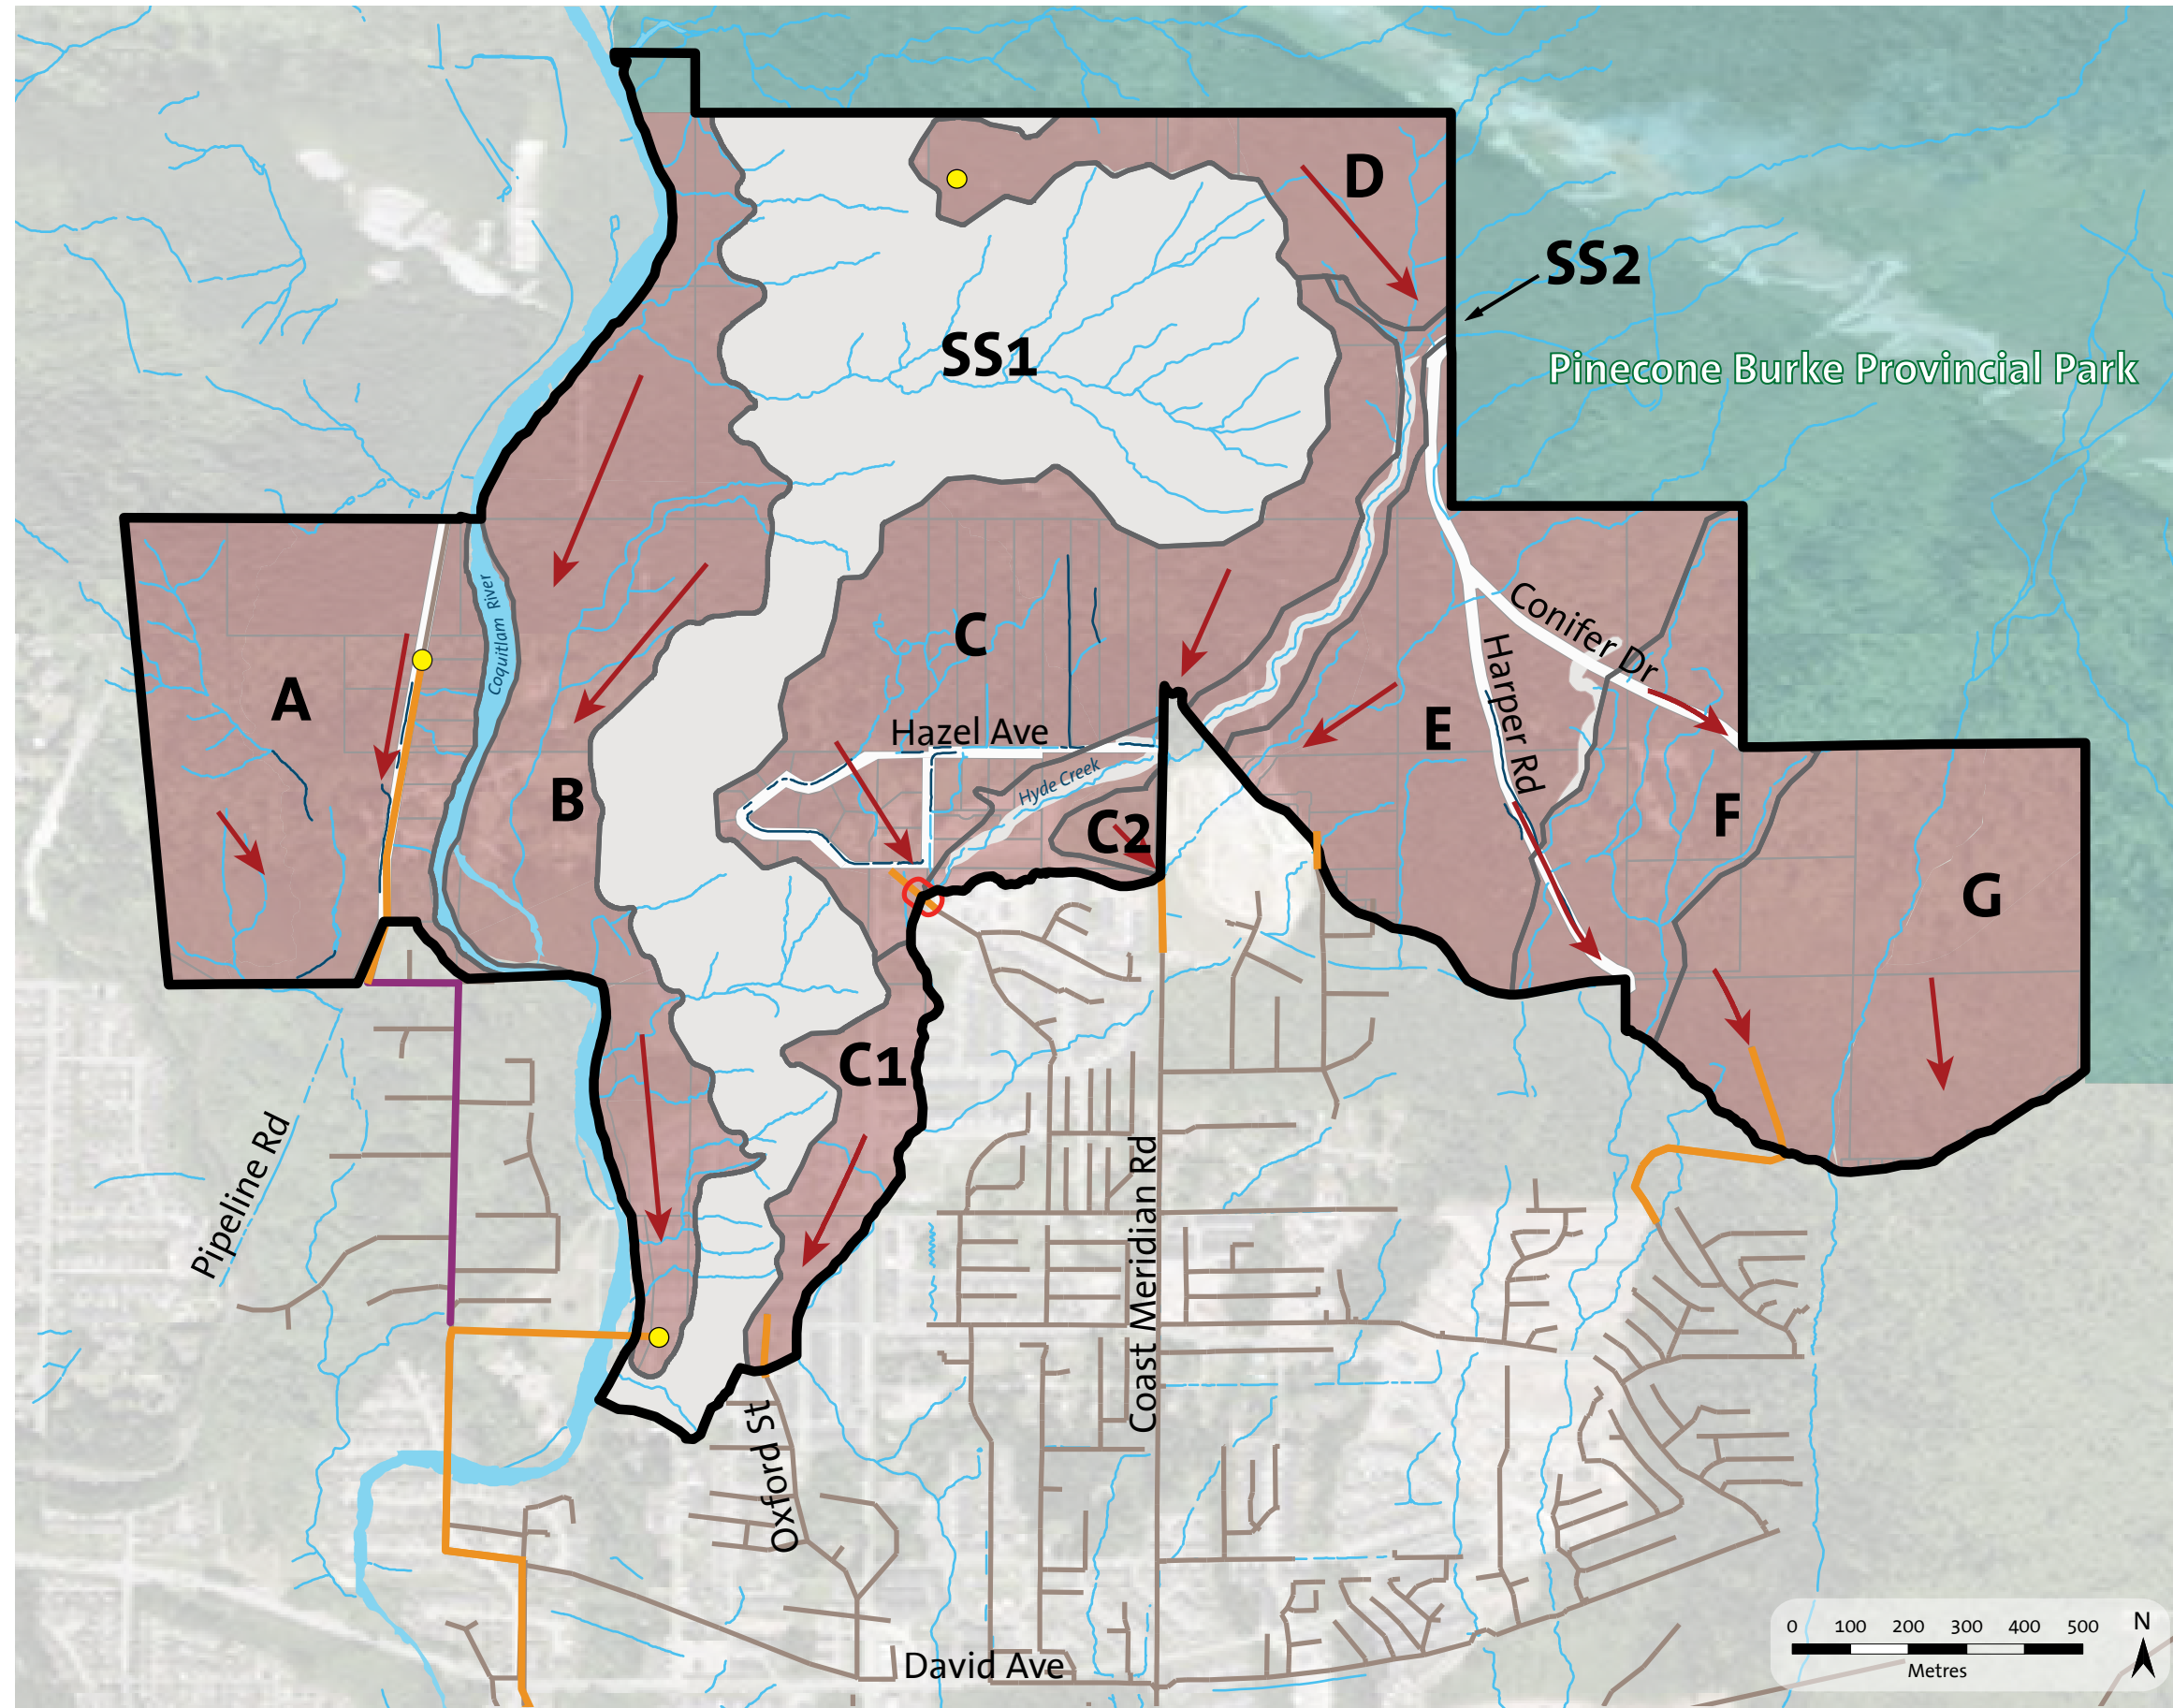 D
SS2
SS1
Pinecone Burke Provincial Park
Coquitlam River
Conifer Dr
C
Harper Rd
A
Hazel Ave
E
B
Hyde Creek
C2
F
G
C1
Pipeline Rd
Coast Meridian Rd
Oxford St
David Ave
0 100 200 300 400 500
Metres
N